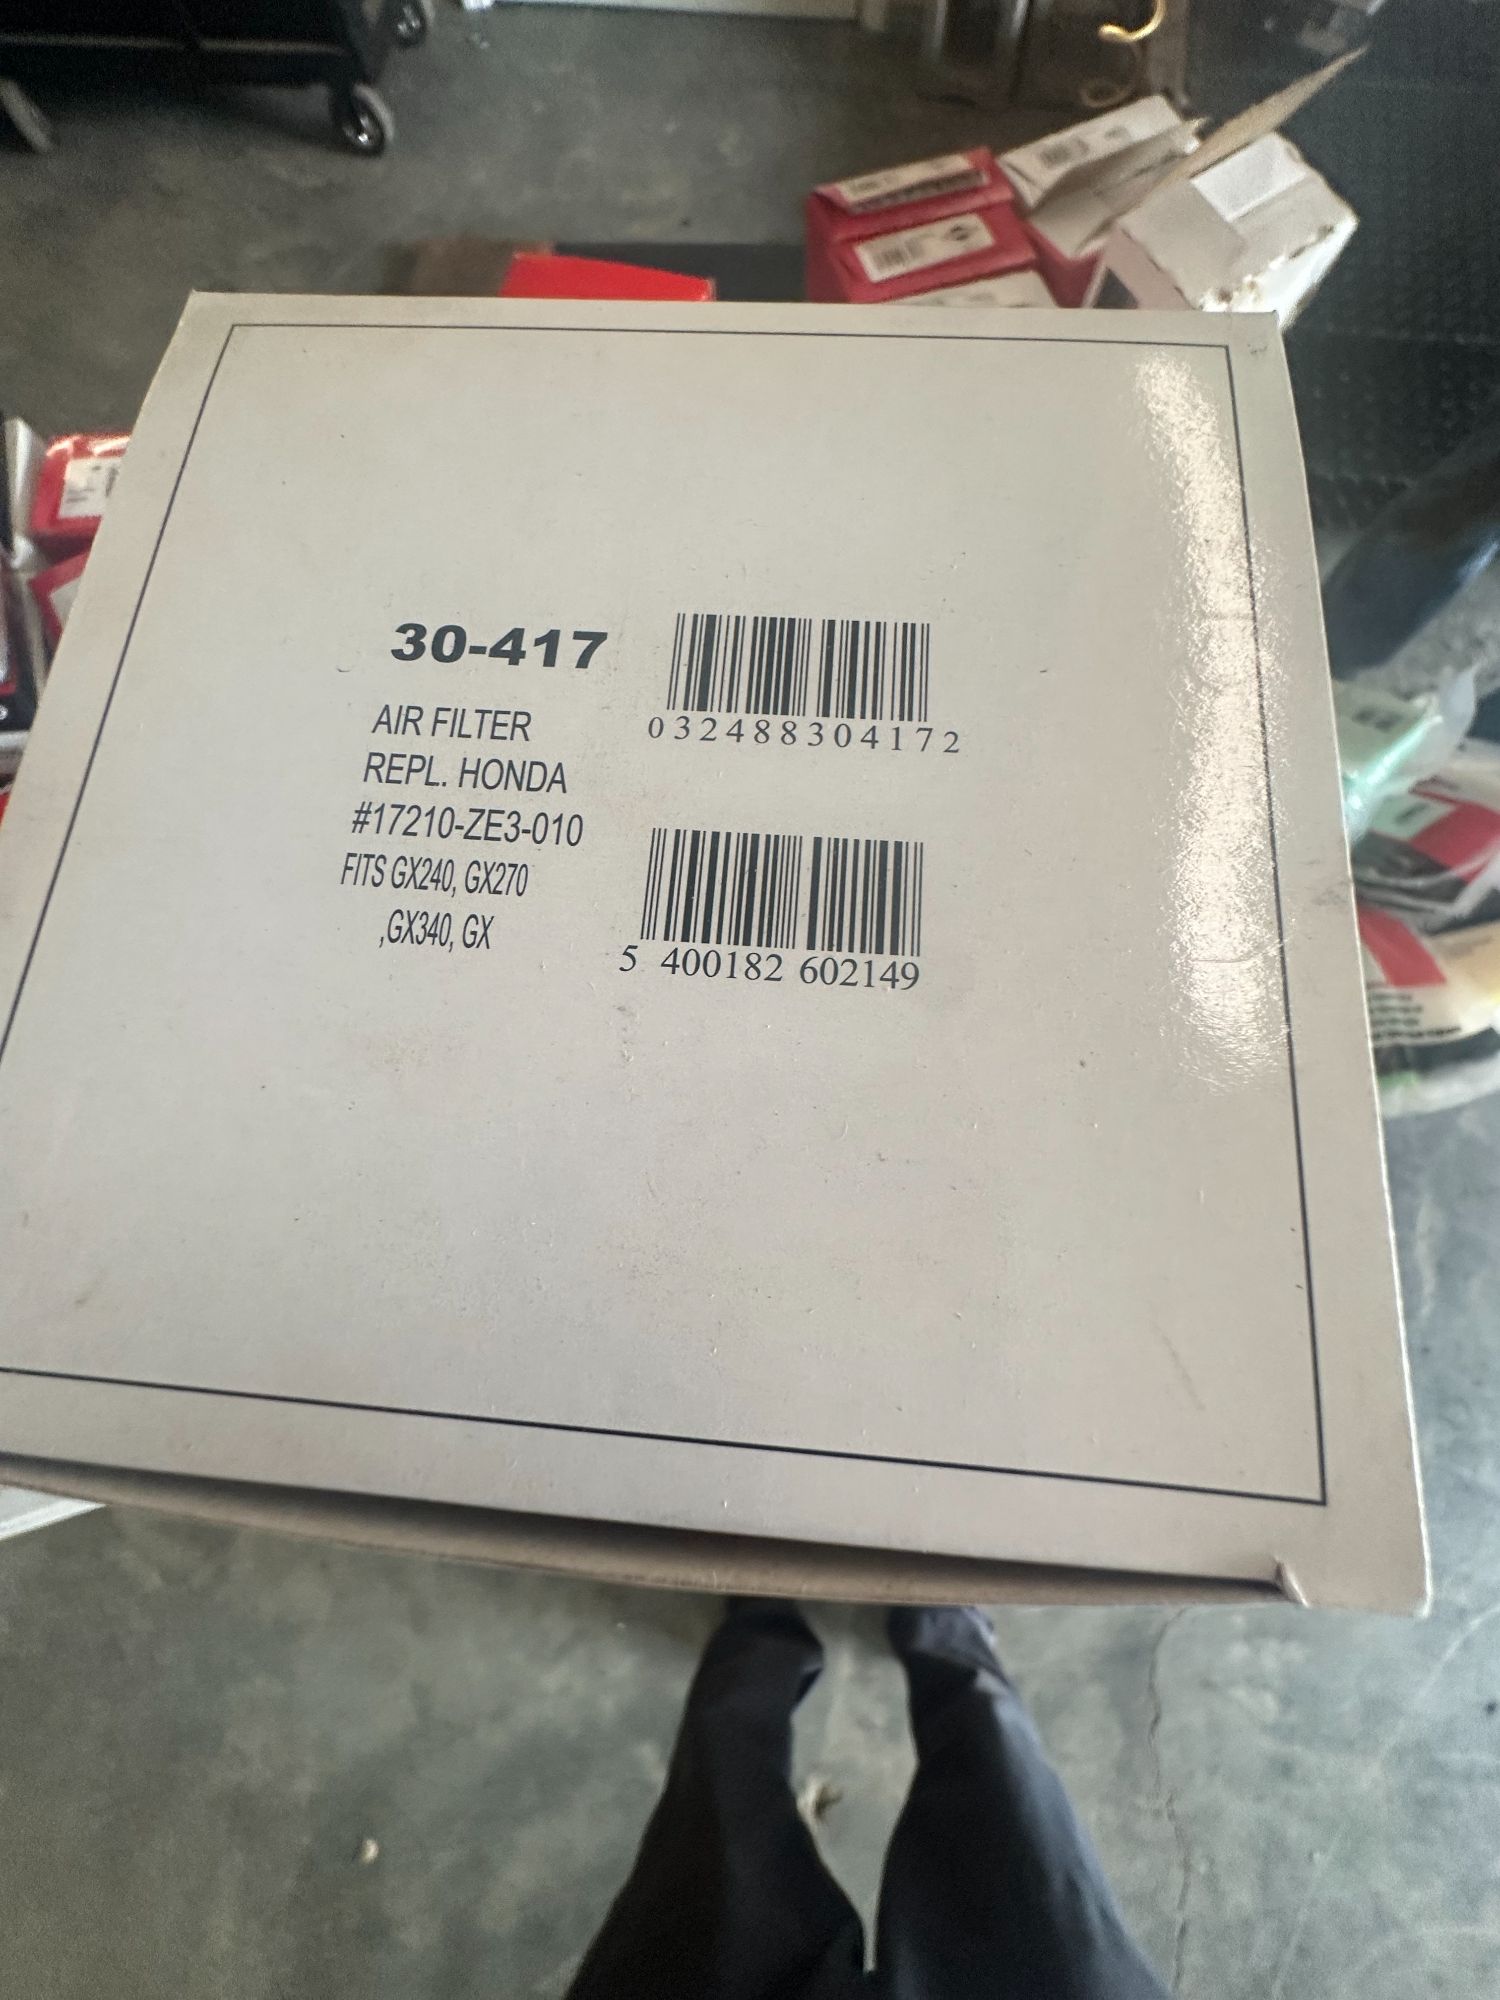 30-417
AIR FILTER
REPL. HONDA
#17210-ZE3-010
FITS GX240, GX270
,GX340, GX
032488304172
5 400182 602149